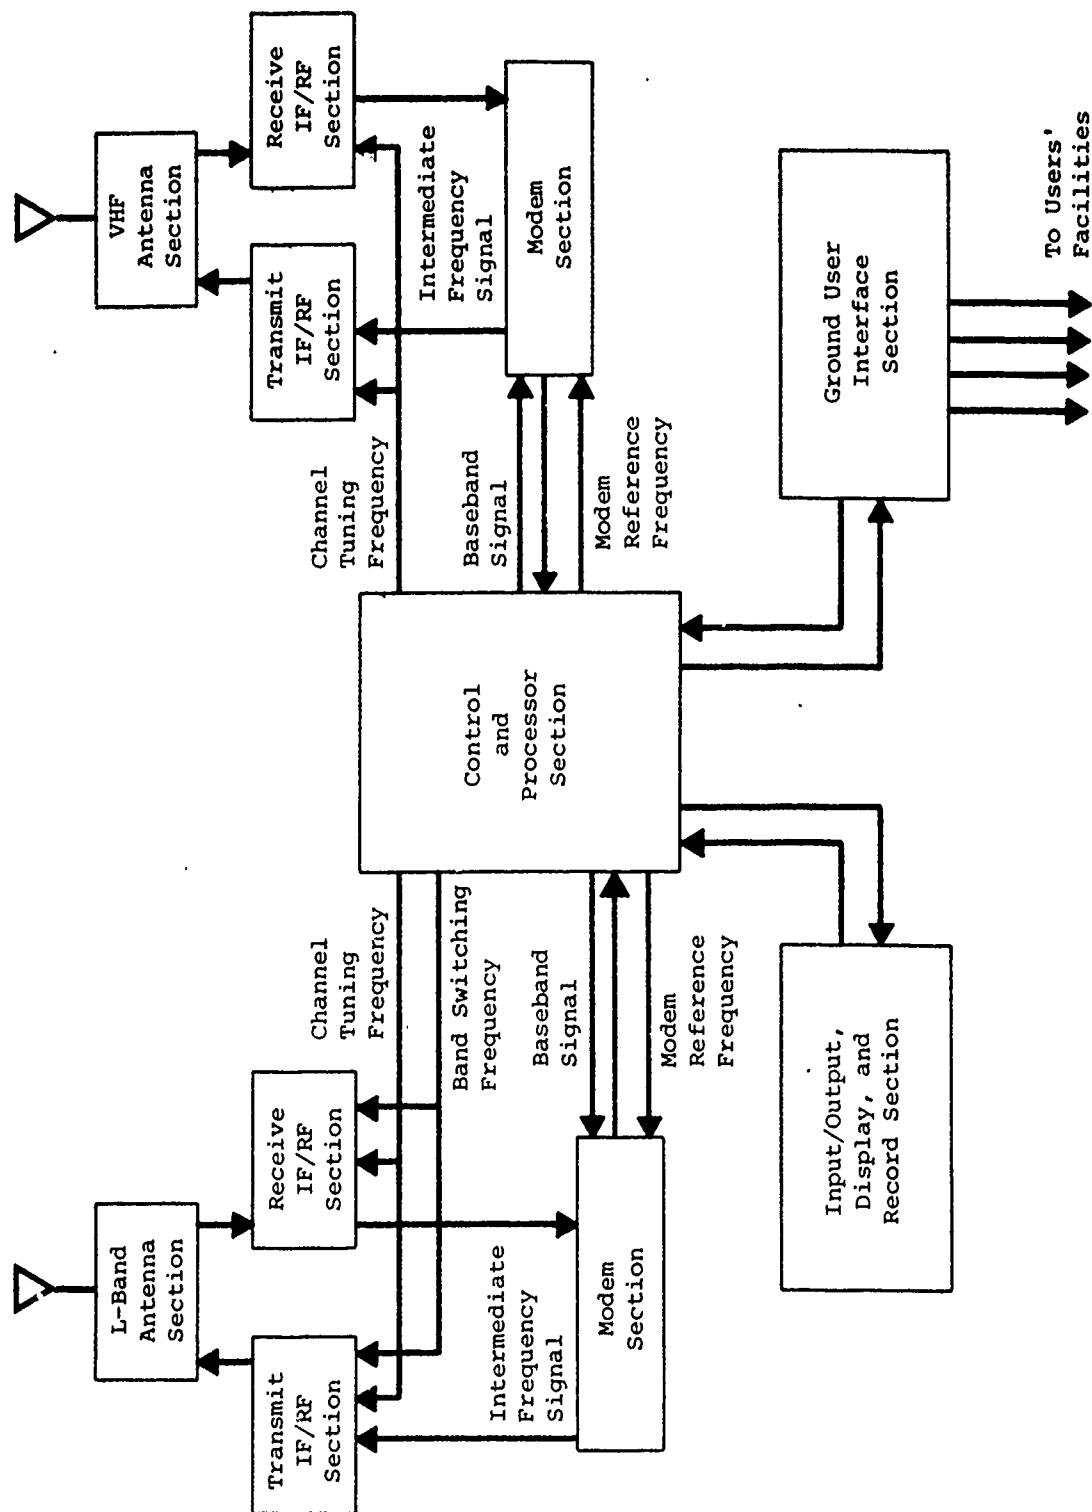 L-Band
Antenna
Section
VHF
Antenna
Section
Transmit
IF/RF
Section
Receive
IF/RF
Section
Transmit
IF/RF
Section
Receive
IF/RF
Section
Channel
Tuning
Frequency
Channel
Tuning
Frequency
Band Switching
Frequency
Intermediate
Frequency
Signal
Intermediate
Frequency
Signal
Control
and
Processor
Section
Baseband
Signal
Baseband
Signal
Modem
Section
Modem
Section
Modem
Reference
Frequency
Modem
Reference
Frequency
Input/Output,
Display, and
Record Section
Ground User
Interface
Section
To Users'
Facilities